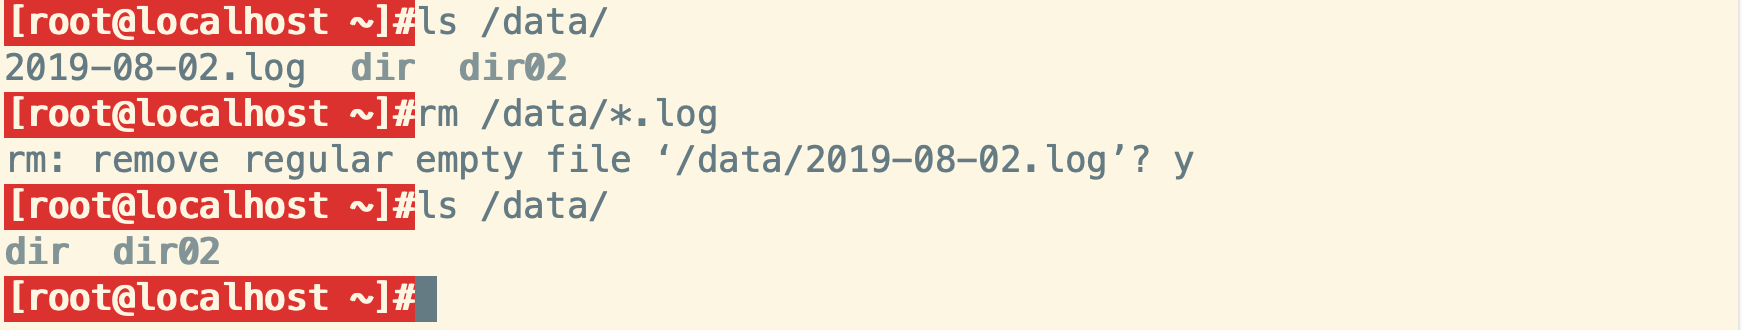 [root@localhost ~]#ls /data/
2019-08-02.log  dir  dir02
[root@localhost ~]#rm /data/*.log
rm: remove regular empty file ‘/data/2019-08-02.log’? y
[root@localhost ~]#ls /data/
dir  dir02
[root@localhost ~]#